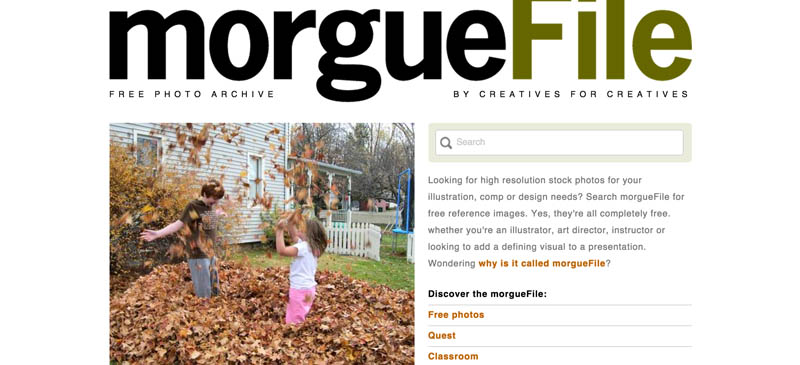 morgueFile
FREE PHOTO ARCHIVE
BY CREATIVES FOR CREATIVES
Search
Looking for high resolution stock photos for your
illustration, comp or design needs? Search morgueFile for
free reference images. Yes, they're all completely free.
whether you're an illustrator, art director, instructor or
looking to add a defining visual to a presentation.
Wondering why is it called morgueFile?
Discover the morgueFile:
Free photos
Quest
Classroom